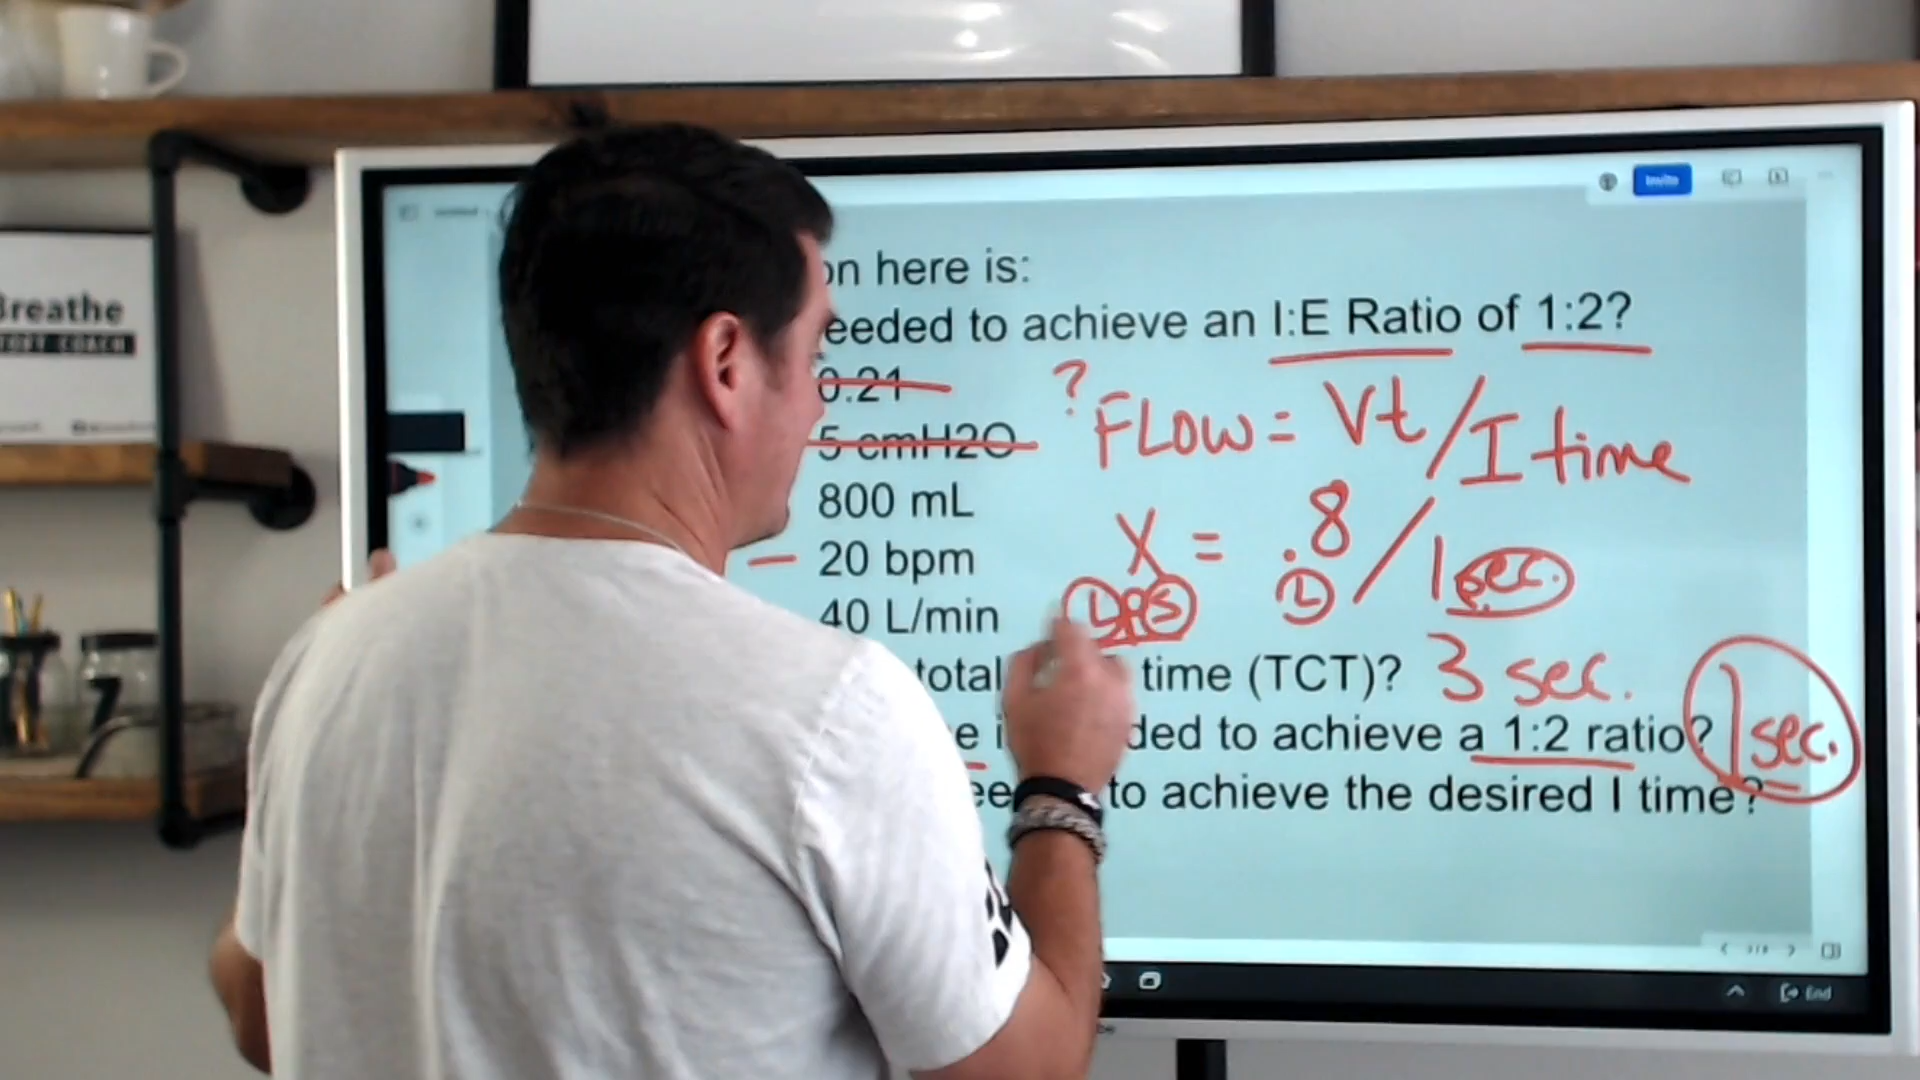 Breathe
Invite
on here is:
eeded to achieve an I:E Ratio of 1:2?
0.21
? FLOW = Vt / I time
5 cmH2O
800 mL
X = .8 / 1 sec.
20 bpm
LPS L
40 L/min
total time (TCT)? 3 sec.
e i ded to achieve a 1:2 ratio? 1 sec.
ee to achieve the desired I time?
End